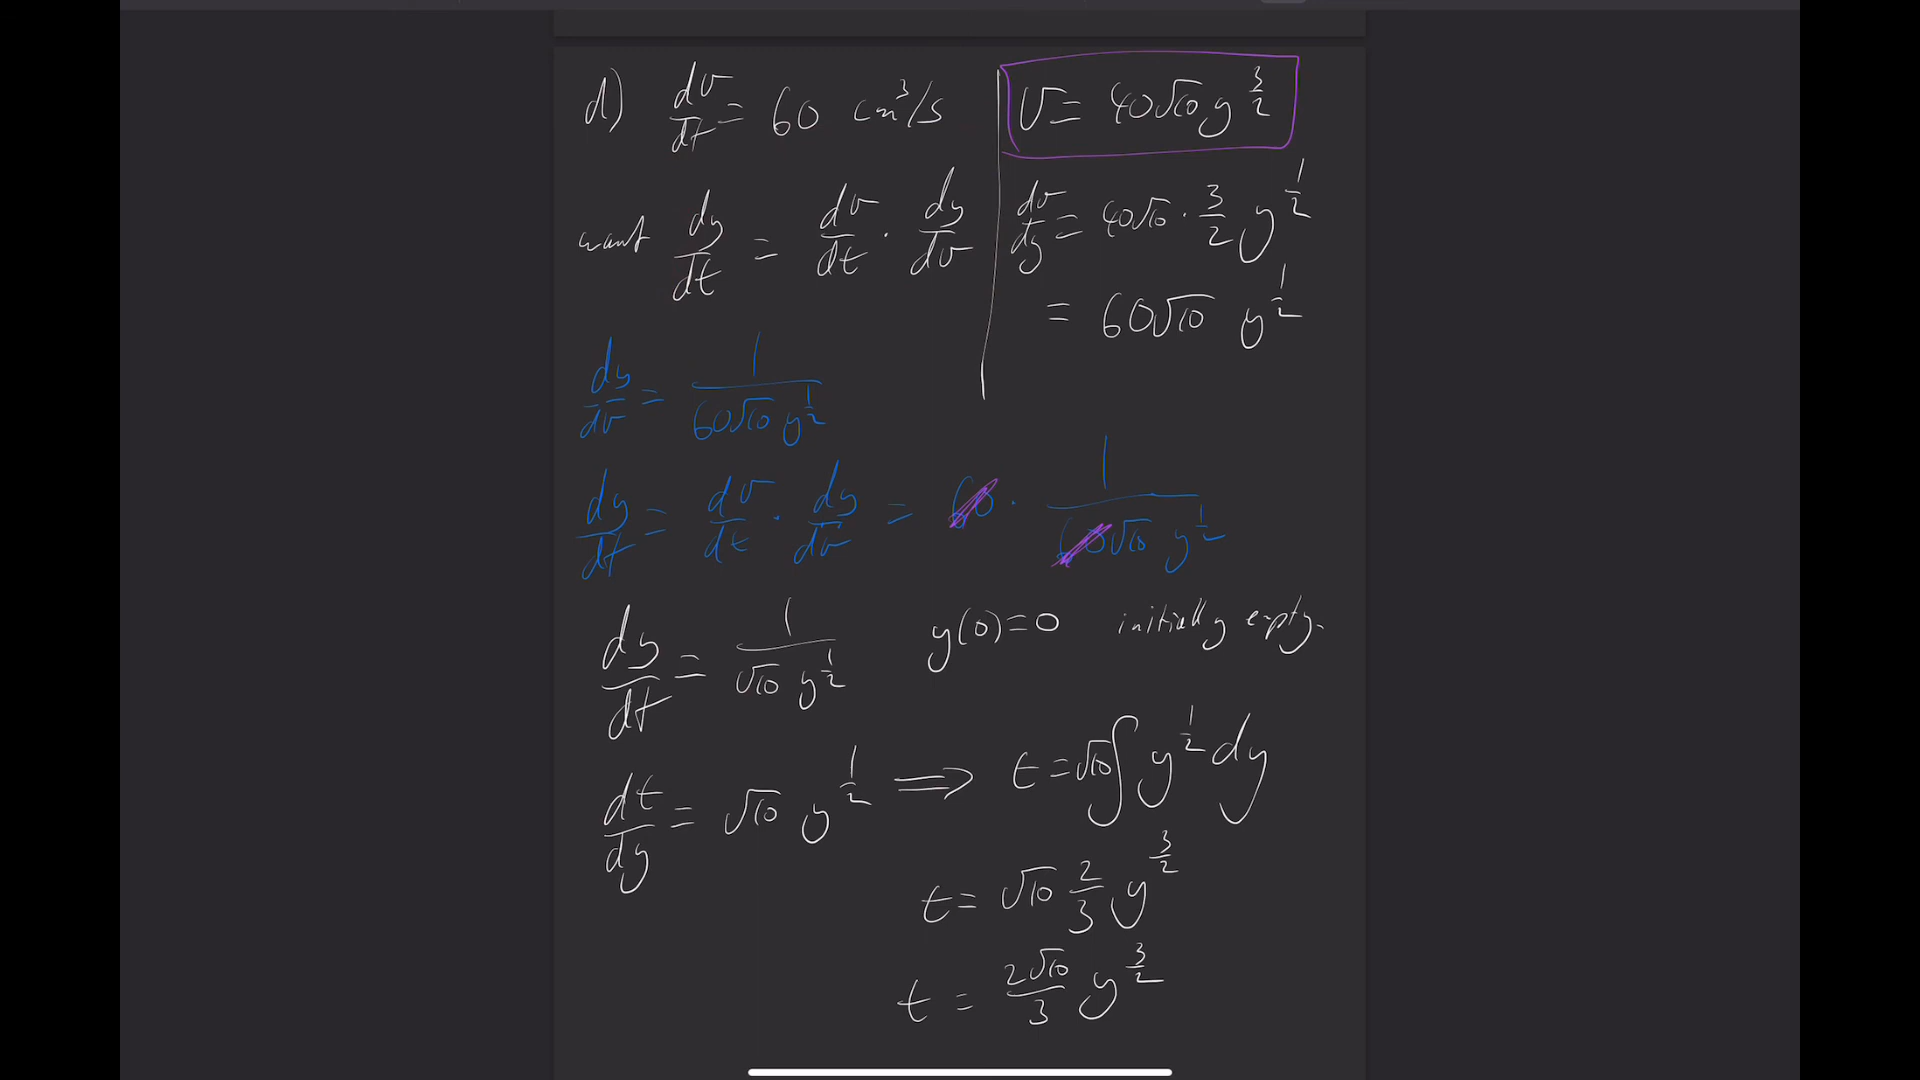 d) dv/dt = 60 cm³/s
V = 40√10 y^(3/2)
want dy/dt = dv/dt · dy/dv
dv/dy = 40√10 · 3/2 y^(1/2)
= 60√10 y^(1/2)
dy/dv = 1/(60√10 y^(1/2))
dy/dt = dv/dt · dy/dv = 60 · 1/(60√10 y^(1/2))
dy/dt = 1/(√10 y^(1/2)) y(0) = 0 initially empty.
dt/dy = √10 y^(1/2) ⟹ t = √10 ∫ y^(1/2) dy
t = √10 2/3 y^(3/2)
t = 2√10/3 y^(3/2)